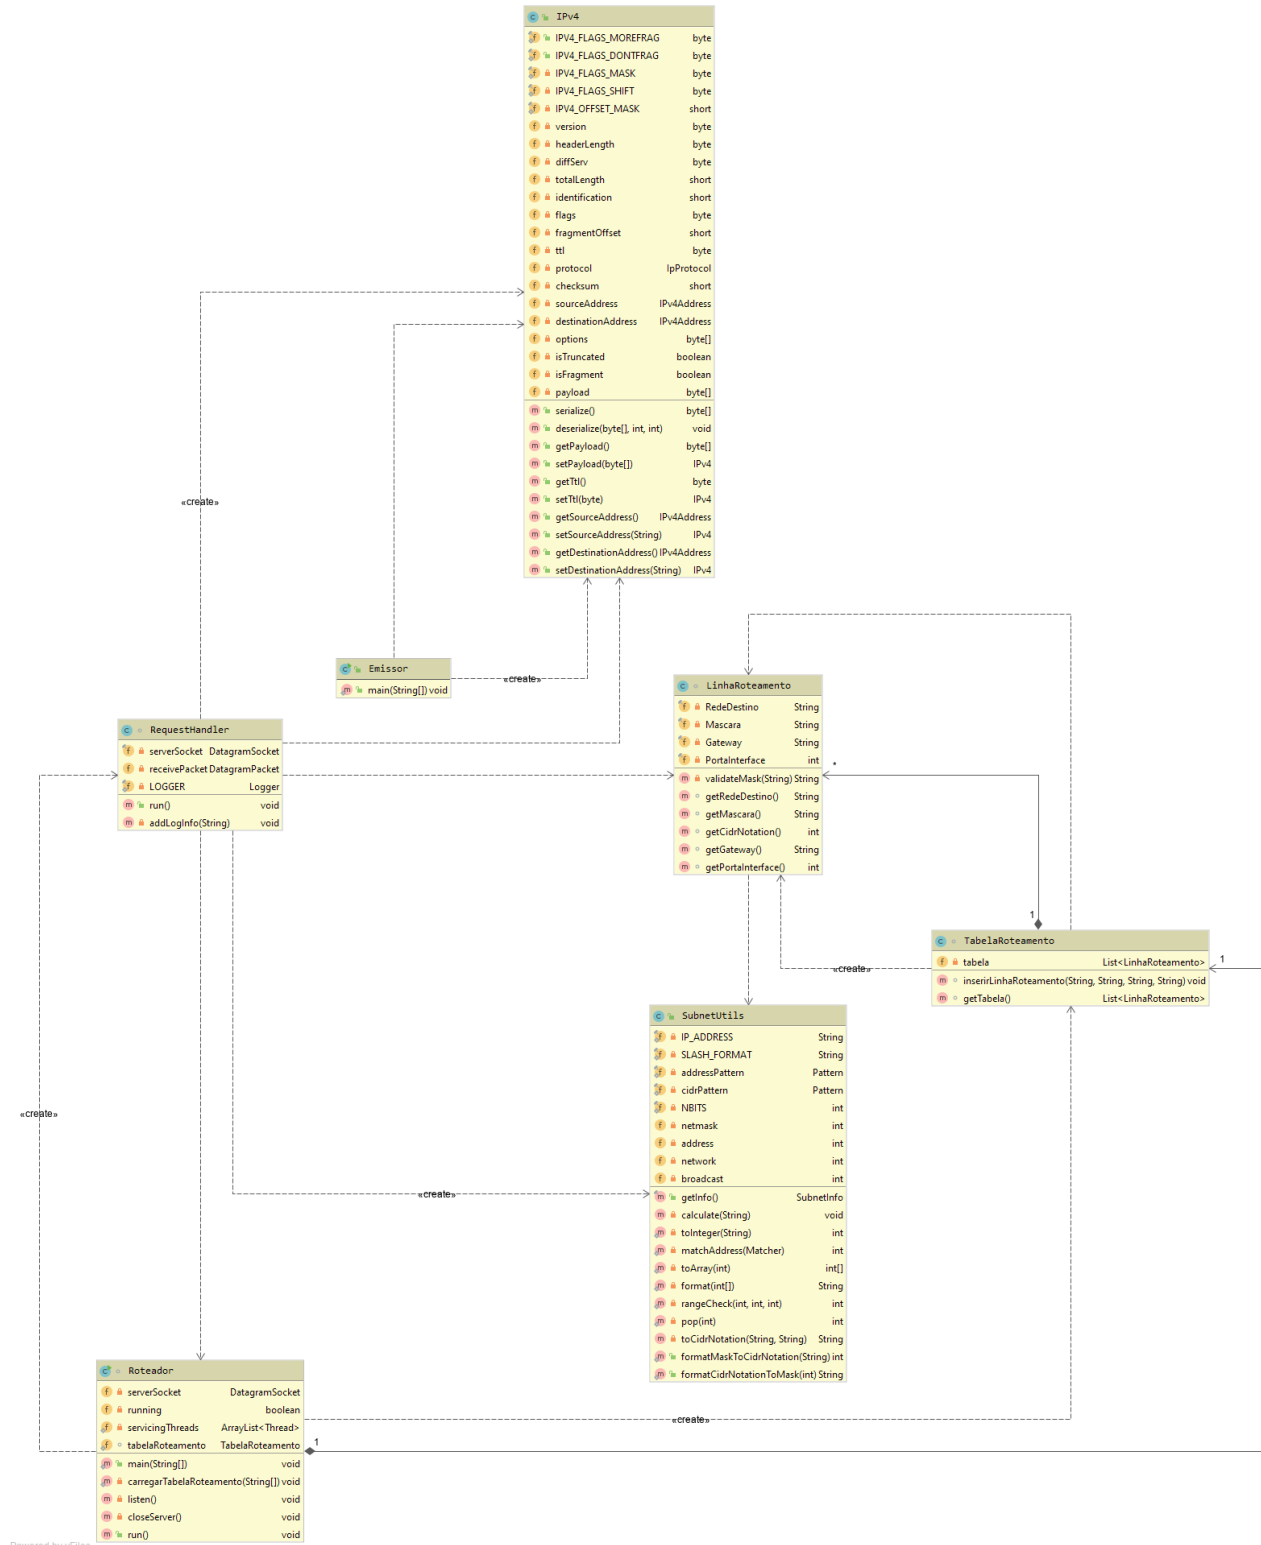 IPv4
IPV4_FLAGS_MOREFRAG byte
IPV4_FLAGS_DONTFRAG byte
IPV4_FLAGS_MASK byte
IPV4_FLAGS_SHIFT byte
IPV4_OFFSET_MASK short
version byte
headerLength byte
diffServ byte
totalLength short
identification short
flags byte
fragmentOffset short
ttl byte
protocol IpProtocol
checksum short
sourceAddress IPv4Address
destinationAddress IPv4Address
options byte[]
isTruncated boolean
isFragment boolean
payload byte[]
serialize() byte[]
deserialize(byte[], int, int) void
getPayload() byte[]
setPayload(byte[]) IPv4
getTtl() byte
setTtl(byte) IPv4
getSourceAddress() IPv4Address
setSourceAddress(String) IPv4
getDestinationAddress() IPv4Address
setDestinationAddress(String) IPv4
«create»
Emissor
main(String[]) void
«create»
RequestHandler
serverSocket DatagramSocket
receivePacket DatagramPacket
LOGGER Logger
run() void
addLogInfo(String) void
LinhaRoteamento
RedeDestino String
Mascara String
Gateway String
PortaInterface int
validateMask(String) String
getRedeDestino() String
getMascara() String
getCidrNotation() int
getGateway() String
getPortaInterface() int
*
1
TabelaRoteamento
tabela List<LinhaRoteamento>
inserirLinhaRoteamento(String, String, String, String) void
getTabela() List<LinhaRoteamento>
1
«create»
SubnetUtils
IP_ADDRESS String
SLASH_FORMAT String
addressPattern Pattern
cidrPattern Pattern
NBITS int
netmask int
address int
network int
broadcast int
getInfo() SubnetInfo
calculate(String) void
toInteger(String) int
matchAddress(Matcher) int
toArray(int) int[]
format(int[]) String
rangeCheck(int, int, int) int
pop(int) int
toCidrNotation(String, String) String
formatMaskToCidrNotation(String) int
formatCidrNotationToMask(int) String
«create»
«create»
Roteador
serverSocket DatagramSocket
running boolean
servicingThreads ArrayList<Thread>
tabelaRoteamento TabelaRoteamento
main(String[]) void
carregarTabelaRoteamento(String[]) void
listen() void
closeServer() void
run() void
«create»
1